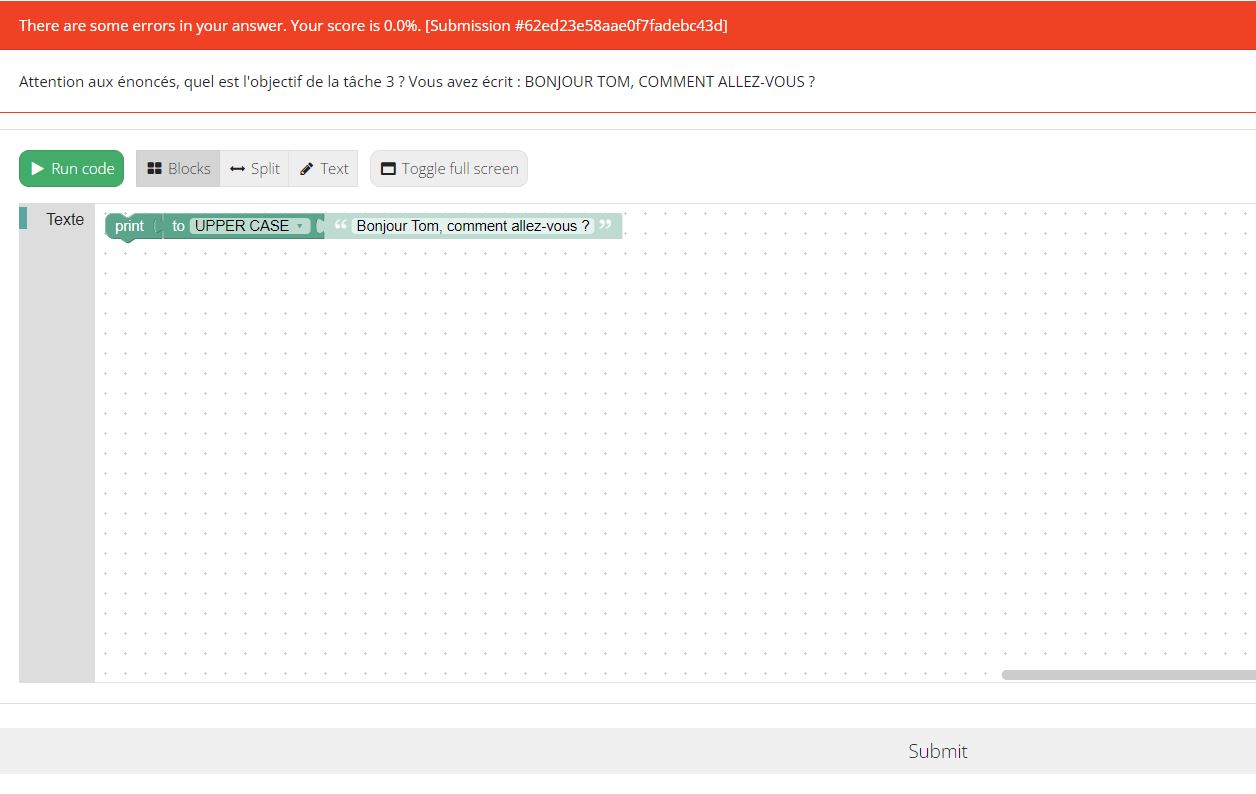 There are some errors in your answer. Your score is 0.0%. [Submission #62ed23e58aae0f7fadebc43d]
Attention aux énoncés, quel est l'objectif de la tâche 3 ? Vous avez écrit : BONJOUR TOM, COMMENT ALLEZ-VOUS ?
Run code Blocks Split Text Toggle full screen
Texte print to UPPER CASE “ Bonjour Tom, comment allez-vous ? ”
Submit